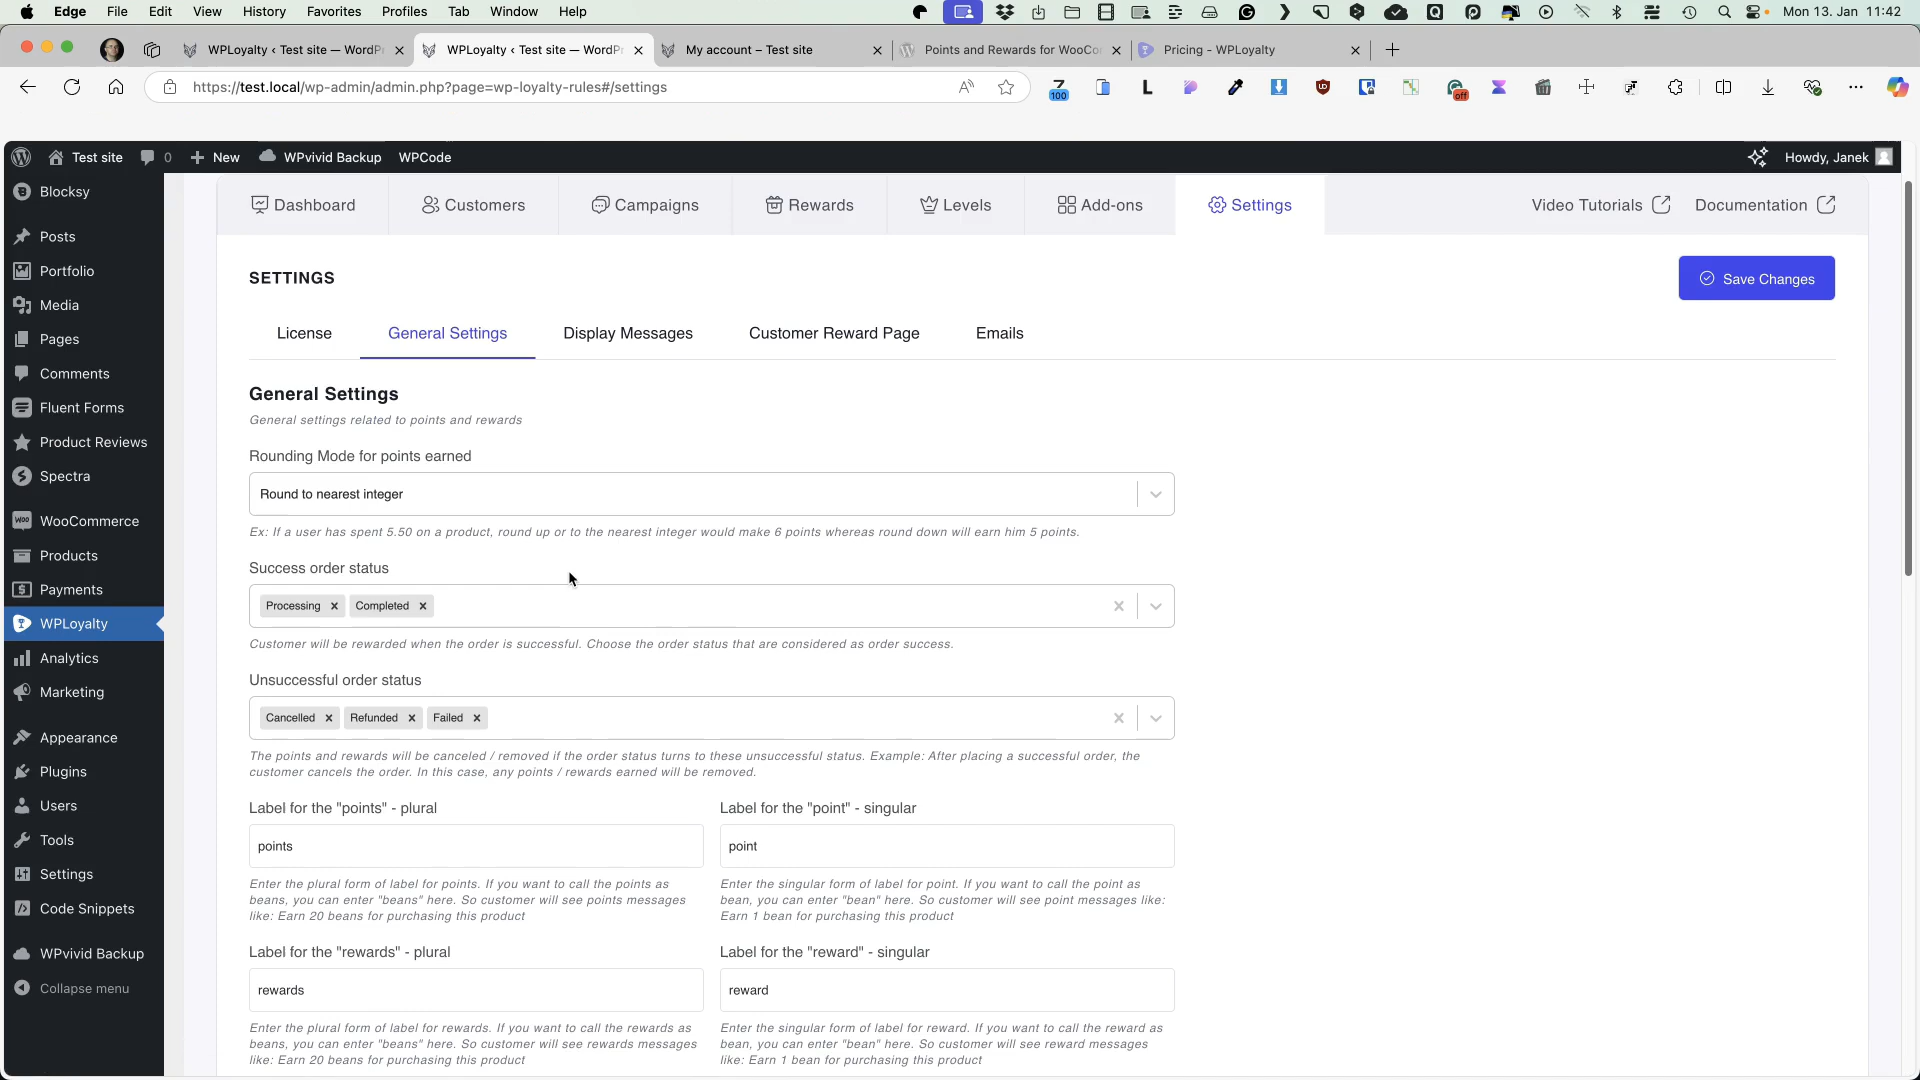 Edge File Edit View History Favorites Profiles Tab Window Help Mon 13. Jan 11:42
WPLoyalty ‹ Test site — WordPr
WPLoyalty ‹ Test site — WordPr
My account – Test site
Points and Rewards for WooCo
Pricing - WPLoyalty
https://test.local/wp-admin/admin.php?page=wp-loyalty-rules#/settings
100
off
Test site 0 New WPvivid Backup WPCode Howdy, Janek
Blocksy
Posts
Portfolio
Media
Pages
Comments
Fluent Forms
Product Reviews
Spectra
WooCommerce
Products
Payments
WPLoyalty
Analytics
Marketing
Appearance
Plugins
Users
Tools
Settings
Code Snippets
WPvivid Backup
Collapse menu
Dashboard Customers Campaigns Rewards Levels Add-ons Settings Video Tutorials Documentation
SETTINGS
Save Changes
License General Settings Display Messages Customer Reward Page Emails
General Settings
General settings related to points and rewards
Rounding Mode for points earned
Round to nearest integer
Ex: If a user has spent 5.50 on a product, round up or to the nearest integer would make 6 points whereas round down will earn him 5 points.
Success order status
Processing Completed
Customer will be rewarded when the order is successful. Choose the order status that are considered as order success.
Unsuccessful order status
Cancelled Refunded Failed
The points and rewards will be canceled / removed if the order status turns to these unsuccessful status. Example: After placing a successful order, the
customer cancels the order. In this case, any points / rewards earned will be removed.
Label for the "points" - plural
points
Enter the plural form of label for points. If you want to call the points as
beans, you can enter "beans" here. So customer will see points messages
like: Earn 20 beans for purchasing this product
Label for the "point" - singular
point
Enter the singular form of label for point. If you want to call the point as
bean, you can enter "bean" here. So customer will see point messages like:
Earn 1 bean for purchasing this product
Label for the "rewards" - plural
rewards
Enter the plural form of label for rewards. If you want to call the rewards as
beans, you can enter "beans" here. So customer will see rewards messages
like: Earn 20 beans for purchasing this product
Label for the "reward" - singular
reward
Enter the singular form of label for reward. If you want to call the reward as
bean, you can enter "bean" here. So customer will see reward messages
like: Earn 1 bean for purchasing this product